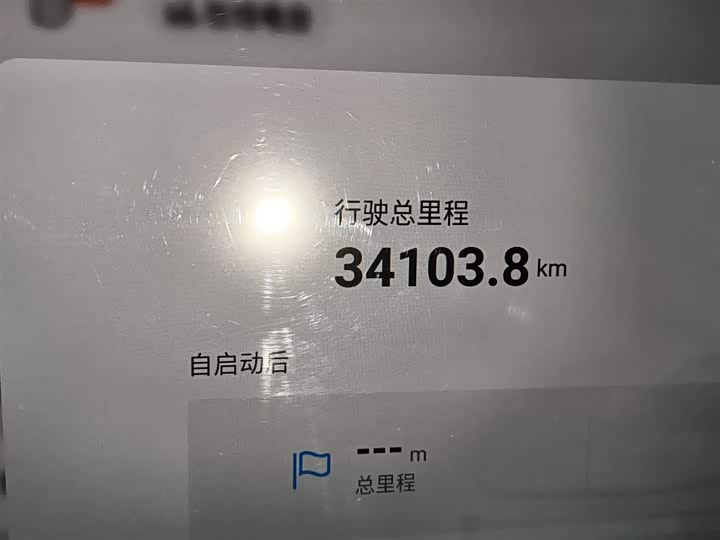 行驶总里程
34103.8 km
自启动后
--- m
总里程